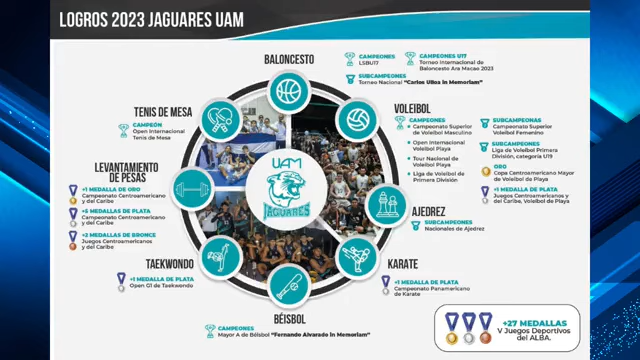 LOGROS 2023 JAGUARES UAM
BALONCESTO
CAMPEONES
LSBU17
CAMPEONES U17
Torneo Internacional de
Baloncesto Ara Macao 2023
SUBCAMPEONES
Torneo Nacional "Carlos Ulloa in Memoriam"
TENIS DE MESA
CAMPEÓN
Open Internacional
Tenis de Mesa
VOLEIBOL
CAMPEONES
• Campeonato Superior
de Voleibol Masculino
• Open Internacional
Voleibol Playa
• Tour Nacional de
Voleibol Playa
• Liga de Voleibol de
Primera División
SUBCAMPEONAS
Campeonato Superior
Voleibol Femenino
SUBCAMPEONES
Liga de Voleibol Primera
División, categoría U19
ORO
Copa Centroamericano Mayor
de Voleibol de Playa
+1 MEDALLA DE PLATA
Juegos Centroamericanos y
del Caribe, Voleibol de Playa
LEVANTAMIENTO
DE PESAS
+1 MEDALLA DE ORO
Campeonato Centroamericano
y del Caribe
+5 MEDALLAS DE PLATA
Campeonato Centroamericano
y del Caribe
+2 MEDALLAS DE BRONCE
Juegos Centroamericanos
y del Caribe
UAM
JAGUARES
AJEDREZ
SUBCAMPEONES
Nacionales de Ajedrez
TAEKWONDO
+1 MEDALLA DE PLATA
Open G1 de Taekwondo
KARATE
+1 MEDALLA DE PLATA
Campeonato Panamericano
de Karate
BÉISBOL
CAMPEONES
Mayor A de Béisbol "Fernando Alvarado in Memoriam"
+27 MEDALLAS
V Juegos Deportivos
del ALBA.